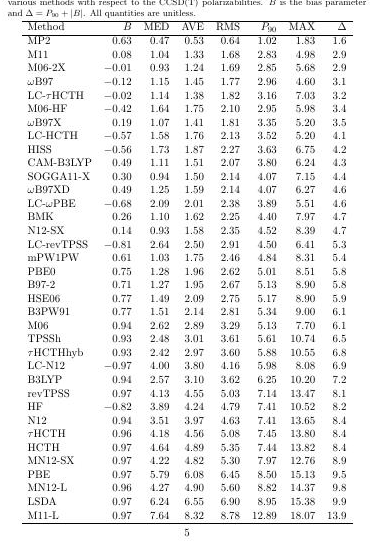 various methods with respect to the CCSD(T) polarizabilities. B is the bias parameter
and Δ = P90 + |B|. All quantities are unitless.
Method B MED AVE RMS P90 MAX Δ
MP2 0.63 0.47 0.53 0.64 1.02 1.83 1.6
M11 0.08 1.04 1.33 1.68 2.83 4.98 2.9
M06-2X −0.01 0.93 1.24 1.69 2.85 5.68 2.9
ωB97 −0.12 1.15 1.45 1.77 2.96 4.60 3.1
LC-τHCTH −0.02 1.14 1.38 1.82 3.16 7.03 3.2
M06-HF −0.42 1.64 1.75 2.10 2.95 5.98 3.4
ωB97X 0.19 1.07 1.41 1.81 3.35 5.20 3.5
LC-HCTH −0.57 1.58 1.76 2.13 3.52 5.20 4.1
HISS −0.56 1.73 1.87 2.27 3.63 6.75 4.2
CAM-B3LYP 0.49 1.11 1.51 2.07 3.80 6.24 4.3
SOGGA11-X 0.30 0.94 1.50 2.14 4.07 7.15 4.4
ωB97XD 0.49 1.25 1.59 2.14 4.07 6.27 4.6
LC-ωPBE −0.68 2.09 2.01 2.38 3.89 5.51 4.6
BMK 0.26 1.10 1.62 2.25 4.40 7.97 4.7
N12-SX 0.14 0.93 1.58 2.35 4.52 8.39 4.7
LC-revTPSS −0.81 2.64 2.50 2.91 4.50 6.41 5.3
mPW1PW 0.61 1.03 1.75 2.46 4.84 8.31 5.4
PBE0 0.75 1.28 1.96 2.62 5.01 8.51 5.8
B97-2 0.71 1.27 1.95 2.67 5.13 8.90 5.8
HSE06 0.77 1.49 2.09 2.75 5.17 8.90 5.9
B3PW91 0.77 1.51 2.14 2.81 5.34 9.00 6.1
M06 0.94 2.62 2.89 3.29 5.13 7.70 6.1
TPSSh 0.93 2.48 3.01 3.61 5.61 10.74 6.5
τHCTHhyb 0.93 2.42 2.97 3.60 5.88 10.55 6.8
LC-N12 −0.97 4.00 3.80 4.16 5.98 8.08 6.9
B3LYP 0.94 2.57 3.10 3.62 6.25 10.20 7.2
revTPSS 0.97 4.13 4.55 5.03 7.14 13.47 8.1
HF −0.82 3.89 4.24 4.79 7.41 10.52 8.2
N12 0.94 3.51 3.97 4.63 7.41 13.65 8.4
τHCTH 0.96 4.18 4.56 5.08 7.45 13.80 8.4
HCTH 0.97 4.64 4.89 5.35 7.44 13.82 8.4
MN12-SX 0.97 4.22 4.82 5.30 7.97 12.76 8.9
PBE 0.97 5.79 6.08 6.45 8.50 15.13 9.5
MN12-L 0.96 4.27 4.90 5.60 8.82 14.37 9.8
LSDA 0.97 6.24 6.55 6.90 8.95 15.38 9.9
M11-L 0.97 7.64 8.32 8.78 12.89 18.07 13.9
5